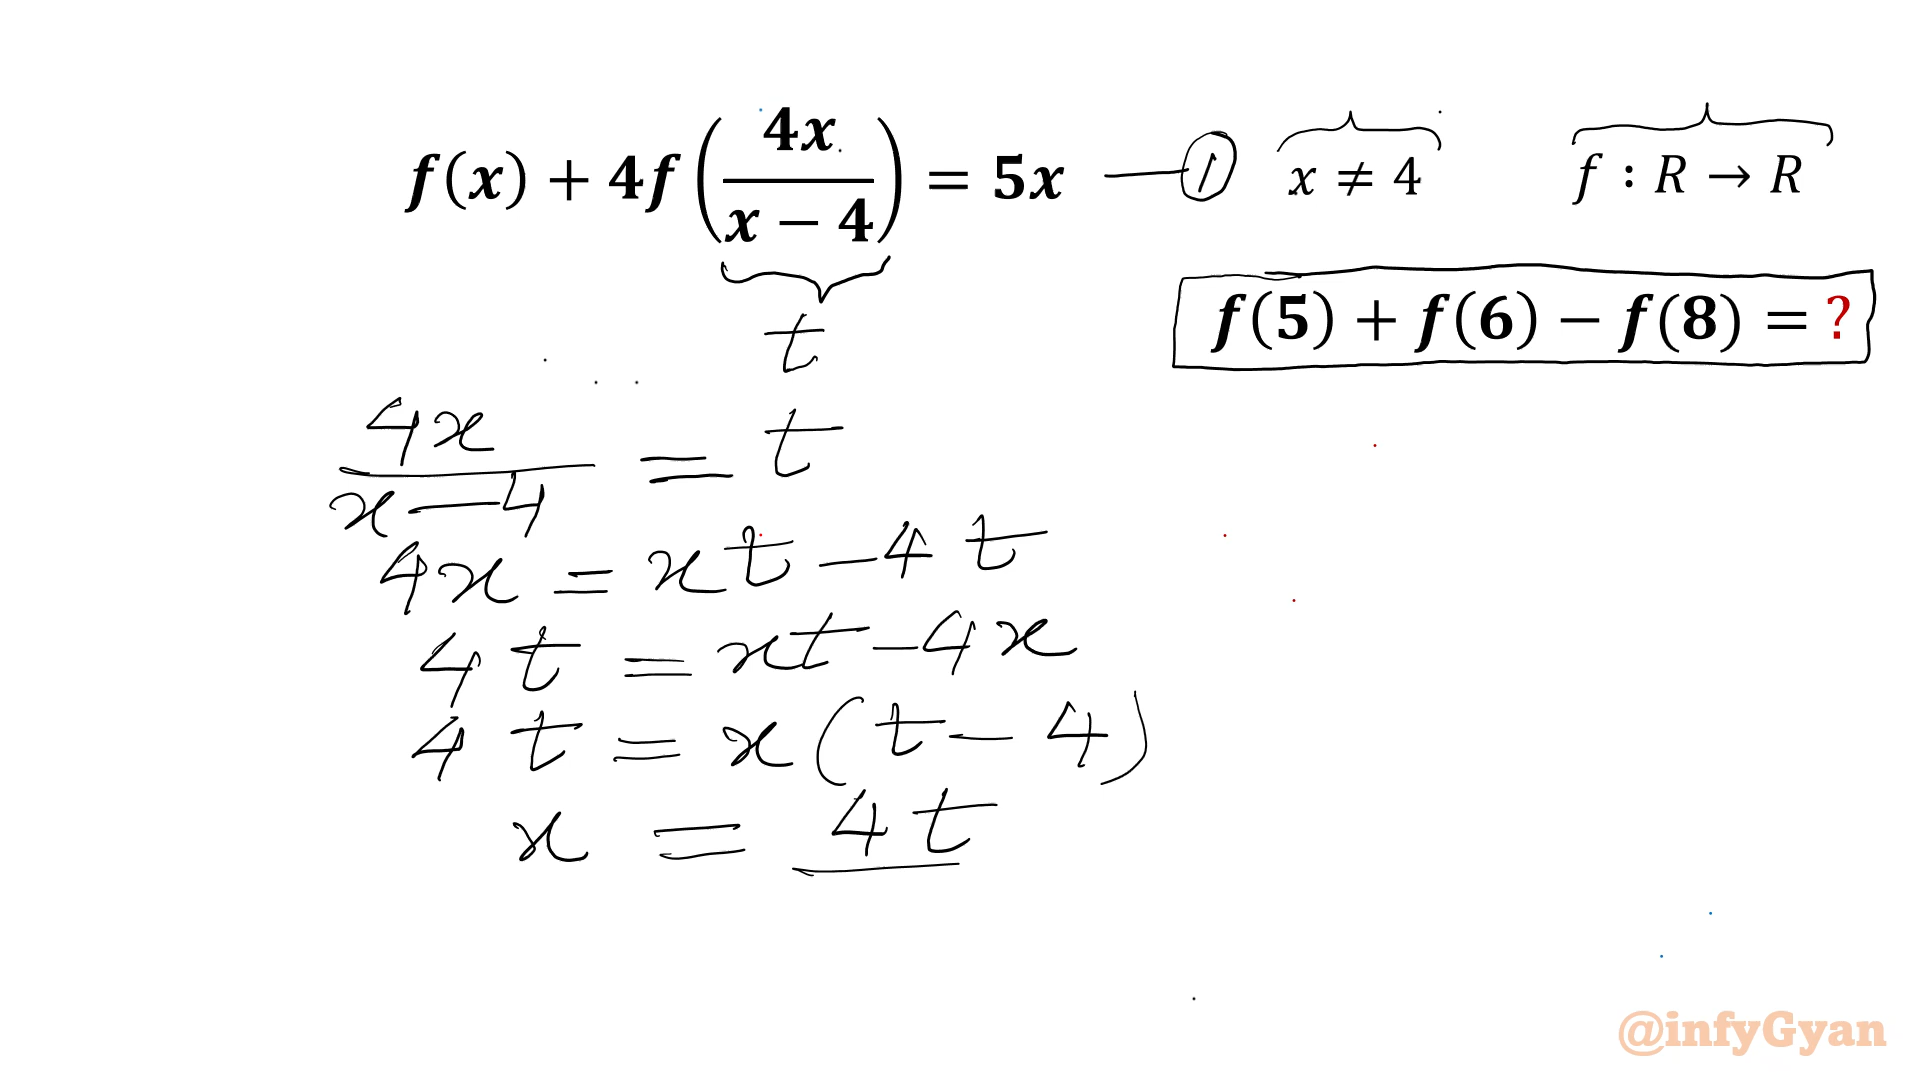 f(x) + 4f(4x/(x − 4)) = 5x —① x ≠ 4 f : R → R
f(5) + f(6) − f(8) = ?
t
4x/(x − 4) = t
4x = xt − 4t
4t = xt − 4x
4t = x(t − 4)
x = 4t
@infyGyan